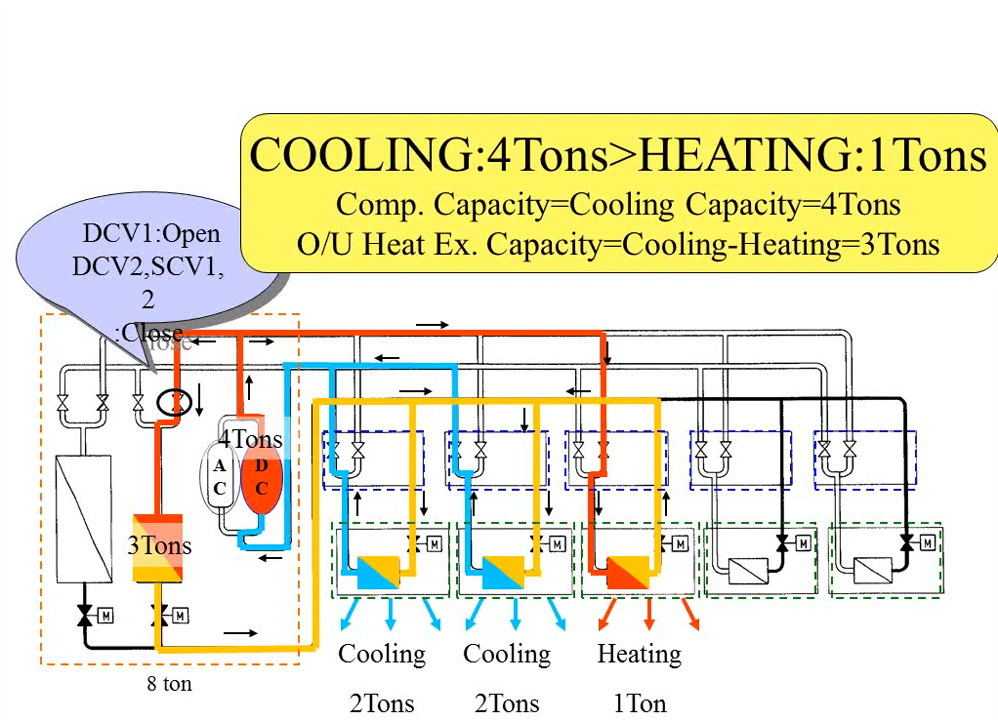 COOLING:4Tons>HEATING:1Tons
Comp. Capacity=Cooling Capacity=4Tons
O/U Heat Ex. Capacity=Cooling-Heating=3Tons
DCV1:Open
DCV2,SCV1,
2
:Close
4Tons
A
C
D
C
3Tons
M
M
M
M
M
M
M
Cooling
Cooling
Heating
8 ton
2Tons
2Tons
1Ton